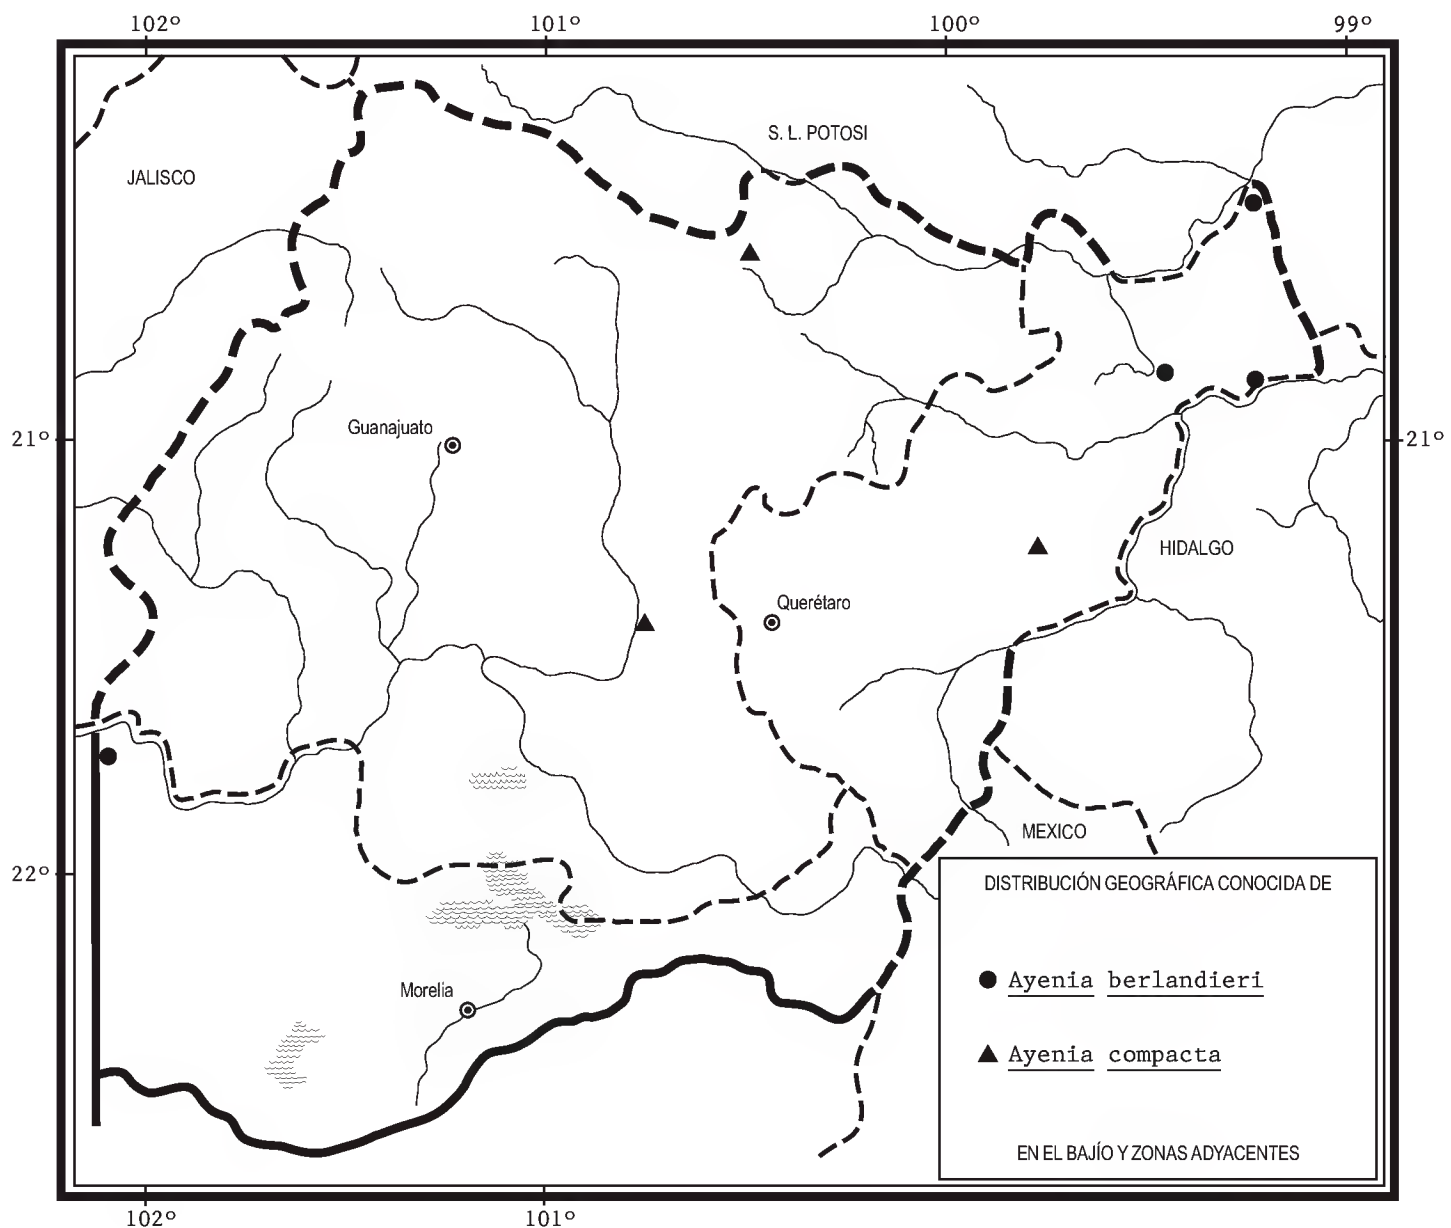 102º 101º 100º 99º
S. L. POTOSI
JALISCO
Guanajuato
21º 21º
HIDALGO
Querétaro
MEXICO
22º
DISTRIBUCIÓN GEOGRÁFICA CONOCIDA DE
Ayenia berlandieri
Morelia
Ayenia compacta
EN EL BAJÍO Y ZONAS ADYACENTES
102º 101º